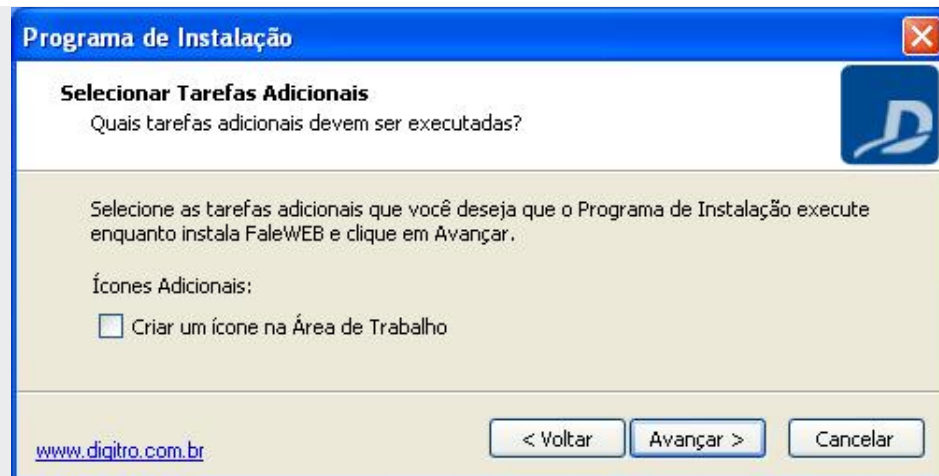 Programa de Instalação
Selecionar Tarefas Adicionais
Quais tarefas adicionais devem ser executadas?
Selecione as tarefas adicionais que você deseja que o Programa de Instalação execute
enquanto instala FaleWEB e clique em Avançar.
Ícones Adicionais:
Criar um ícone na Área de Trabalho
www.digitro.com.br
< Voltar
Avançar >
Cancelar